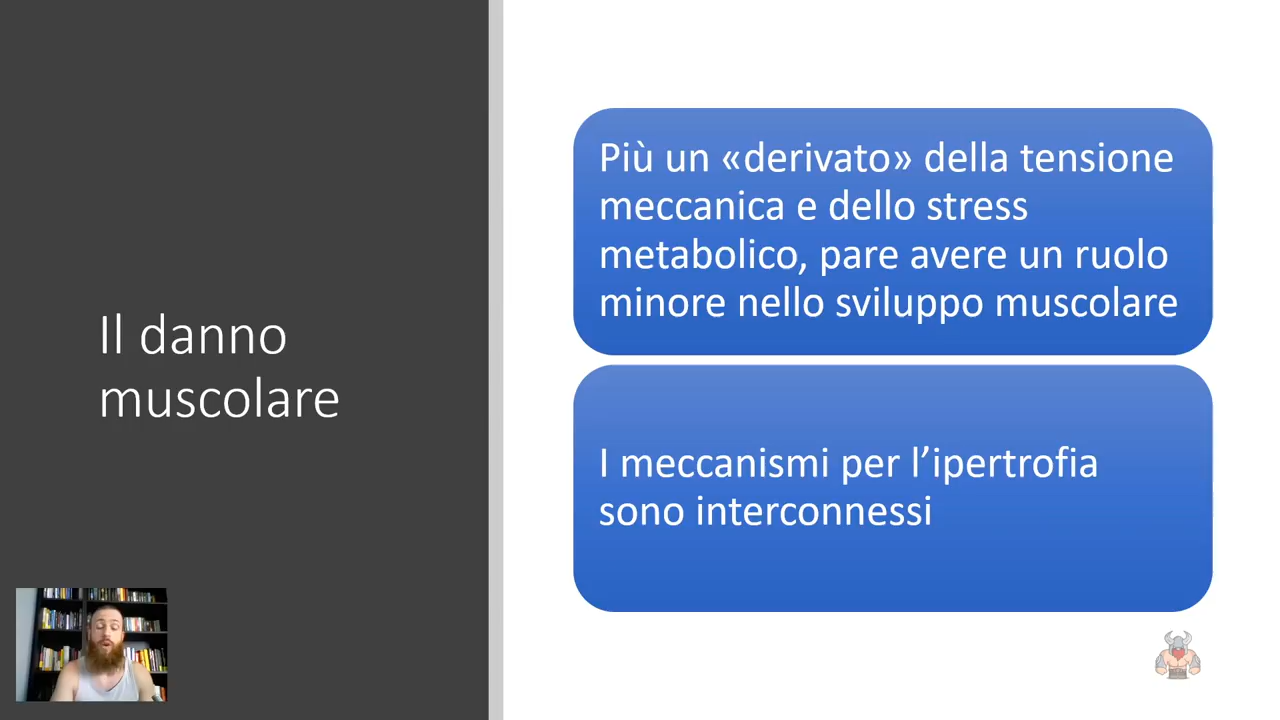 Il danno
muscolare
Più un «derivato» della tensione
meccanica e dello stress
metabolico, pare avere un ruolo
minore nello sviluppo muscolare
I meccanismi per l’ipertrofia
sono interconnessi